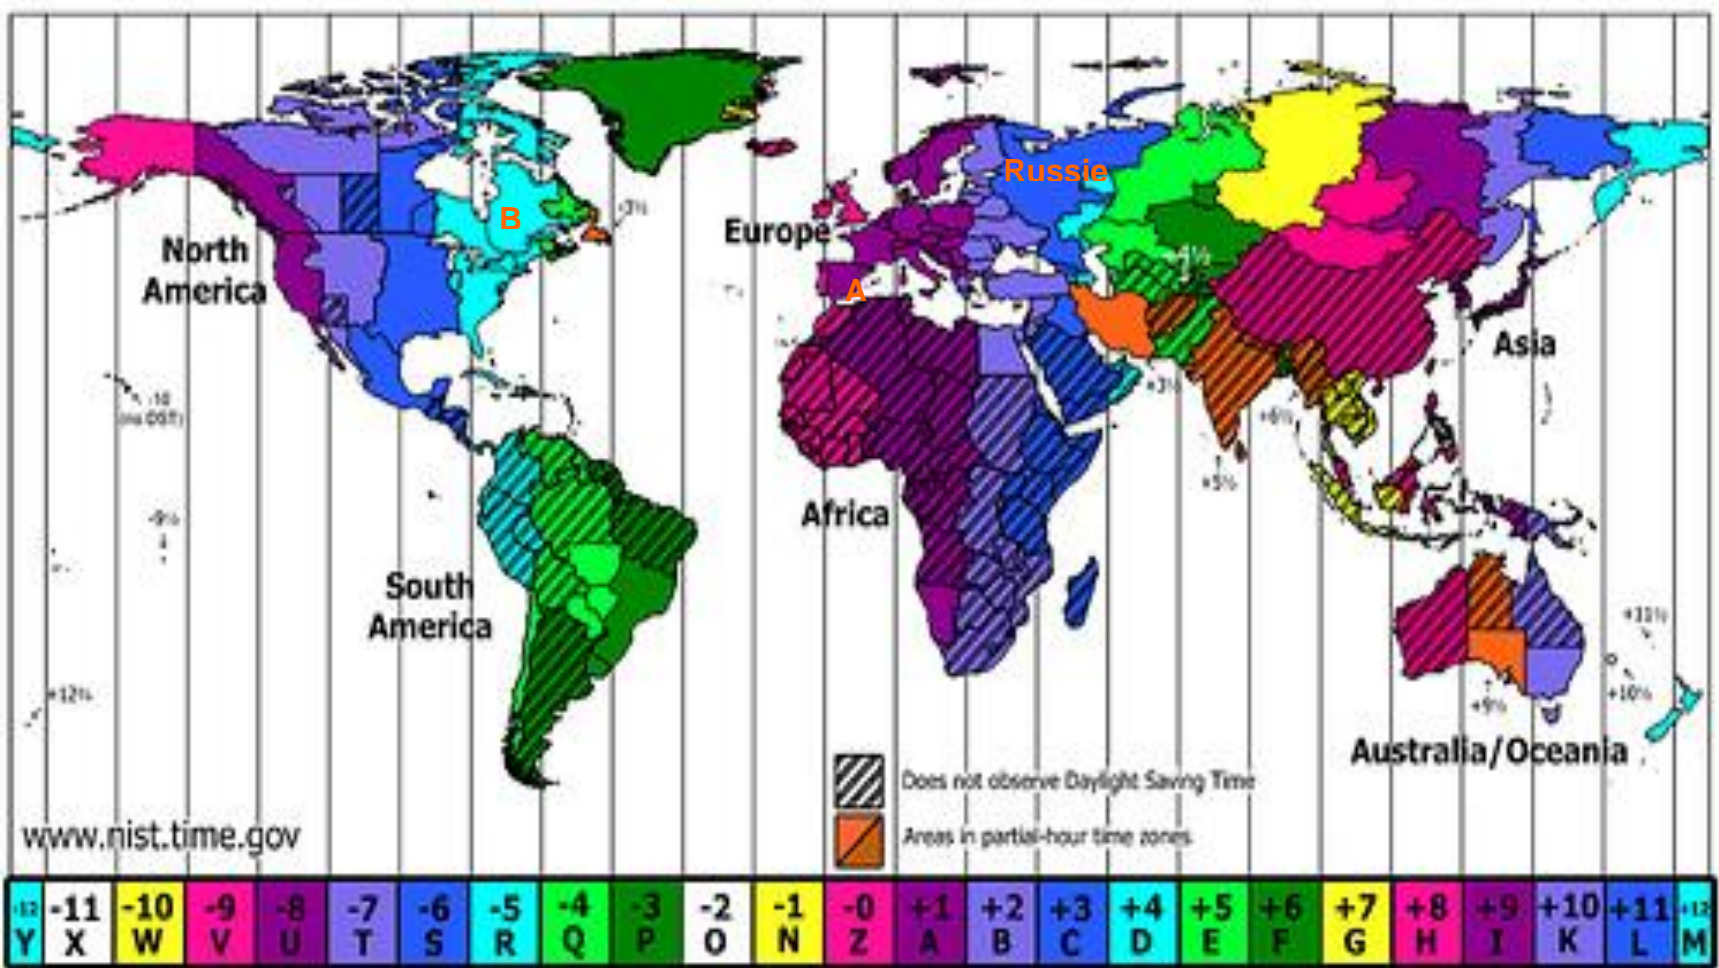 Russie
B
-3½
Europe
North
America
A
+4½
Asia
-10
(no DST)
+3½
+6½
+5½
-9½
Africa
South
America
+11½
+12¾
+10½
+9½
Australia/Oceania
Does not observe Daylight Saving Time
www.nist.time.gov
Areas in partial-hour time zones
-12 -11 -10 -9 -8 -7 -6 -5 -4 -3 -2 -1 -0 +1 +2 +3 +4 +5 +6 +7 +8 +9 +10 +11 +12
Y X W V U T S R Q P O N Z A B C D E F G H I K L M